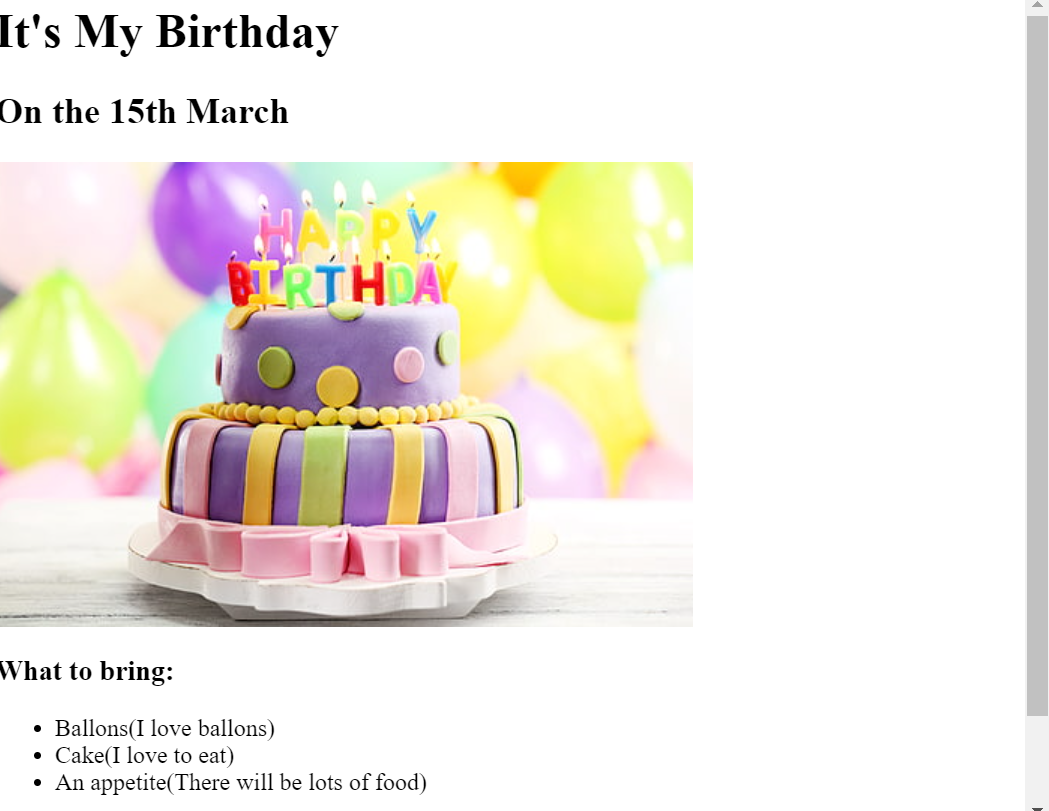 It's My Birthday
On the 15th March
HAPPY
BIRTHDAY
What to bring:
Ballons(I love ballons)
Cake(I love to eat)
An appetite(There will be lots of food)